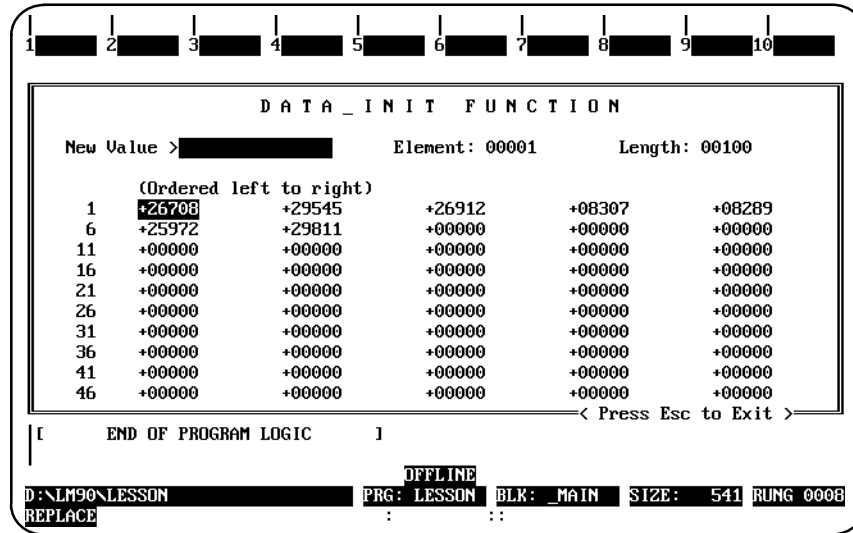 1 2 3 4 5 6 7 8 9 10
DATA_INIT FUNCTION
New Value > Element: 00001 Length: 00100
(Ordered left to right)
1 +26708 +29545 +26912 +08307 +08289
6 +25972 +29811 +00000 +00000 +00000
11 +00000 +00000 +00000 +00000 +00000
16 +00000 +00000 +00000 +00000 +00000
21 +00000 +00000 +00000 +00000 +00000
26 +00000 +00000 +00000 +00000 +00000
31 +00000 +00000 +00000 +00000 +00000
36 +00000 +00000 +00000 +00000 +00000
41 +00000 +00000 +00000 +00000 +00000
46 +00000 +00000 +00000 +00000 +00000
< Press Esc to Exit >
[ END OF PROGRAM LOGIC ]
OFFLINE
D:\LM90\LESSON PRG: LESSON BLK: _MAIN SIZE: 541 RUNG 0008
REPLACE : ::